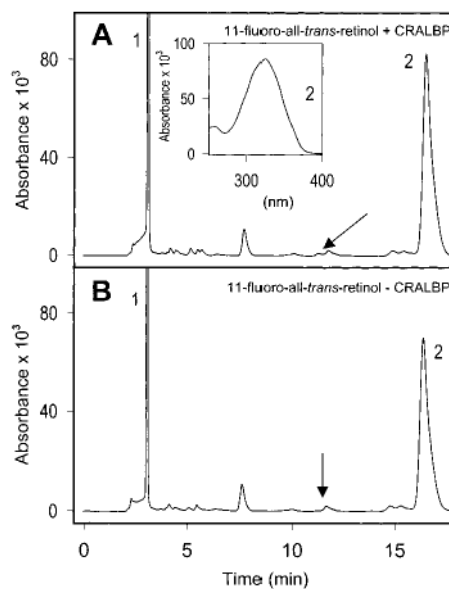 A
1
11-fluoro-all-trans-retinol + CRALBP
2
Absorbance x 10³
80
40
0
Absorbance x 10³
100
50
0
300
400
(nm)
2
B
1
11-fluoro-all-trans-retinol - CRALBP
2
Absorbance x 10³
80
40
0
0
5
10
15
Time (min)